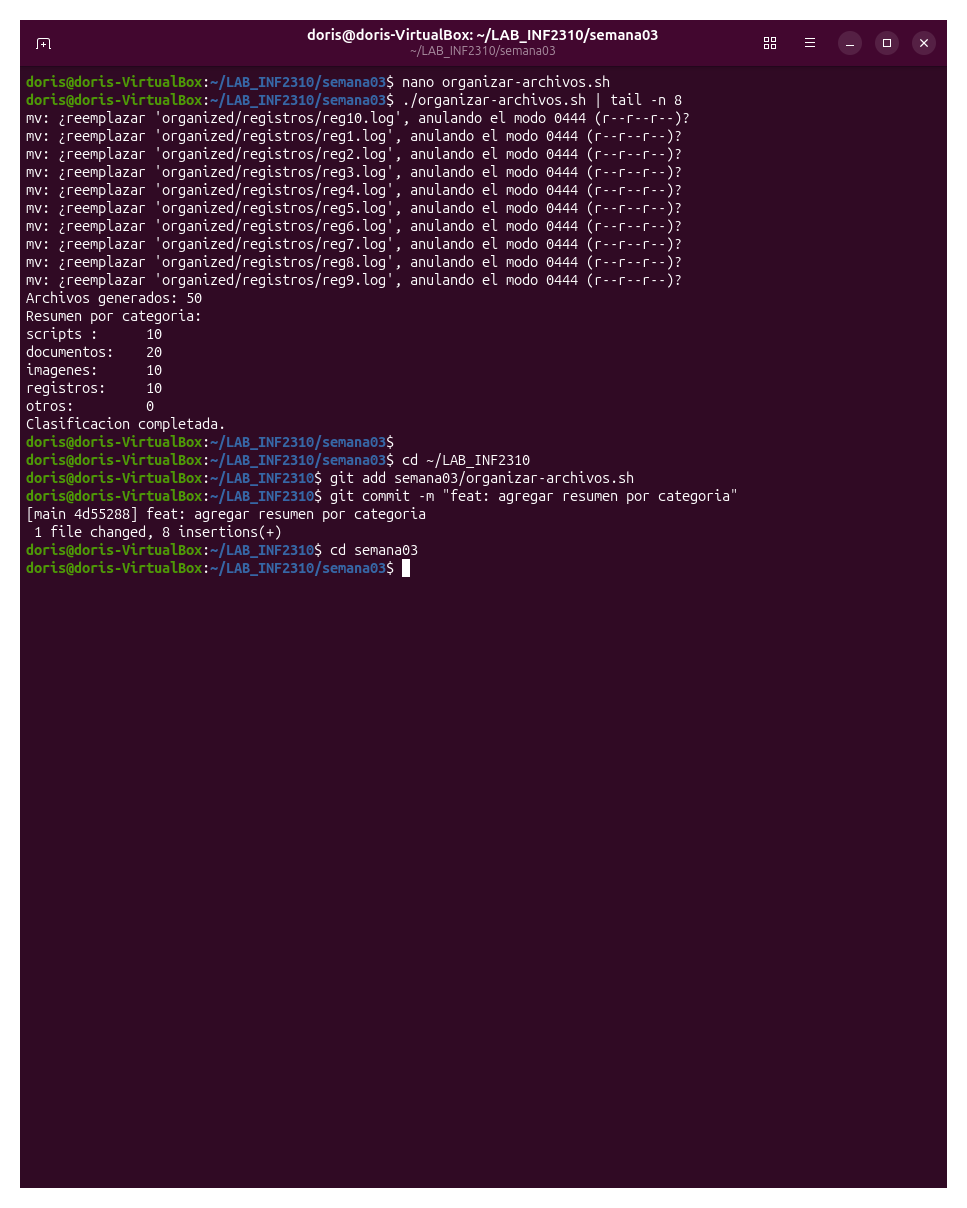 doris@doris-VirtualBox: ~/LAB_INF2310/semana03
~/LAB_INF2310/semana03
doris@doris-VirtualBox:~/LAB_INF2310/semana03$ nano organizar-archivos.sh
doris@doris-VirtualBox:~/LAB_INF2310/semana03$ ./organizar-archivos.sh | tail -n 8
mv: ¿reemplazar 'organized/registros/reg10.log', anulando el modo 0444 (r--r--r--)?
mv: ¿reemplazar 'organized/registros/reg1.log', anulando el modo 0444 (r--r--r--)?
mv: ¿reemplazar 'organized/registros/reg2.log', anulando el modo 0444 (r--r--r--)?
mv: ¿reemplazar 'organized/registros/reg3.log', anulando el modo 0444 (r--r--r--)?
mv: ¿reemplazar 'organized/registros/reg4.log', anulando el modo 0444 (r--r--r--)?
mv: ¿reemplazar 'organized/registros/reg5.log', anulando el modo 0444 (r--r--r--)?
mv: ¿reemplazar 'organized/registros/reg6.log', anulando el modo 0444 (r--r--r--)?
mv: ¿reemplazar 'organized/registros/reg7.log', anulando el modo 0444 (r--r--r--)?
mv: ¿reemplazar 'organized/registros/reg8.log', anulando el modo 0444 (r--r--r--)?
mv: ¿reemplazar 'organized/registros/reg9.log', anulando el modo 0444 (r--r--r--)?
Archivos generados: 50
Resumen por categoria:
scripts :      10
documentos:    20
imagenes:      10
registros:     10
otros:         0
Clasificacion completada.
doris@doris-VirtualBox:~/LAB_INF2310/semana03$
doris@doris-VirtualBox:~/LAB_INF2310/semana03$ cd ~/LAB_INF2310
doris@doris-VirtualBox:~/LAB_INF2310$ git add semana03/organizar-archivos.sh
doris@doris-VirtualBox:~/LAB_INF2310$ git commit -m "feat: agregar resumen por categoria"
[main 4d55288] feat: agregar resumen por categoria
 1 file changed, 8 insertions(+)
doris@doris-VirtualBox:~/LAB_INF2310$ cd semana03
doris@doris-VirtualBox:~/LAB_INF2310/semana03$